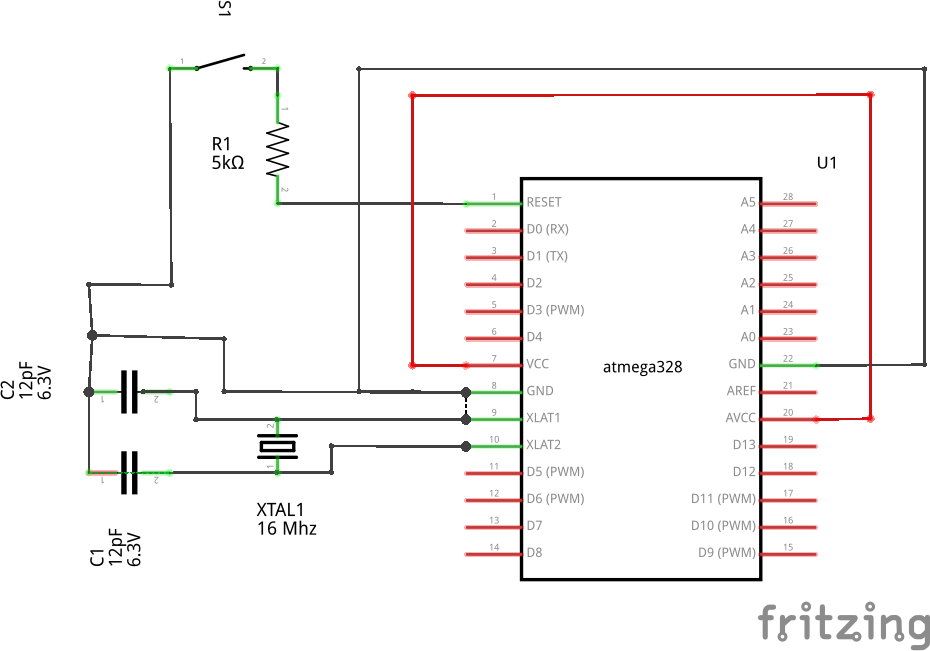 S1
1
2
R1
5kΩ
1
2
U1
atmega328
1 RESET
2 D0 (RX)
3 D1 (TX)
4 D2
5 D3 (PWM)
6 D4
7 VCC
8 GND
9 XLAT1
10 XLAT2
11 D5 (PWM)
12 D6 (PWM)
13 D7
14 D8
A5 28
A4 27
A3 26
A2 25
A1 24
A0 23
GND 22
AREF 21
AVCC 20
D13 19
D12 18
D11 (PWM) 17
D10 (PWM) 16
D9 (PWM) 15
C2
12pF
6.3V
1
2
2
1
XTAL1
16 Mhz
1
2
C1
12pF
6.3V
fritzing